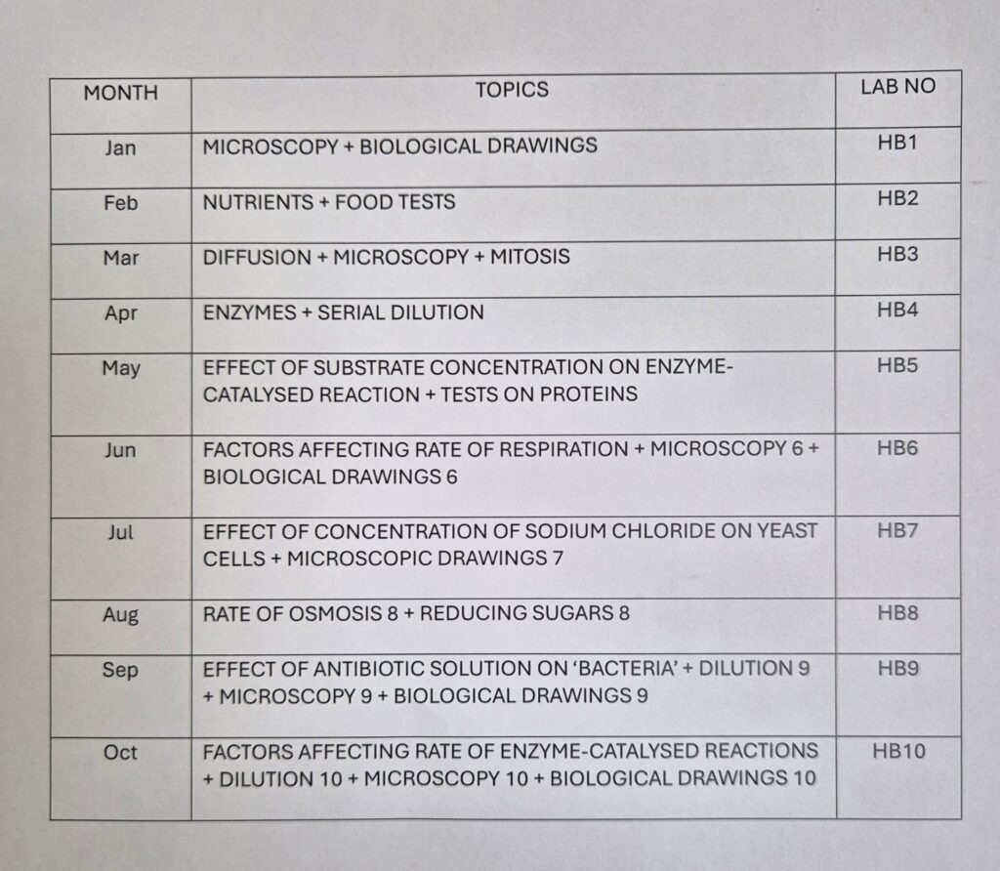 MONTH TOPICS LAB NO
Jan MICROSCOPY + BIOLOGICAL DRAWINGS HB1
Feb NUTRIENTS + FOOD TESTS HB2
Mar DIFFUSION + MICROSCOPY + MITOSIS HB3
Apr ENZYMES + SERIAL DILUTION HB4
May EFFECT OF SUBSTRATE CONCENTRATION ON ENZYME- HB5
CATALYSED REACTION + TESTS ON PROTEINS
Jun FACTORS AFFECTING RATE OF RESPIRATION + MICROSCOPY 6 + HB6
BIOLOGICAL DRAWINGS 6
Jul EFFECT OF CONCENTRATION OF SODIUM CHLORIDE ON YEAST HB7
CELLS + MICROSCOPIC DRAWINGS 7
Aug RATE OF OSMOSIS 8 + REDUCING SUGARS 8 HB8
Sep EFFECT OF ANTIBIOTIC SOLUTION ON ‘BACTERIA’ + DILUTION 9 HB9
+ MICROSCOPY 9 + BIOLOGICAL DRAWINGS 9
Oct FACTORS AFFECTING RATE OF ENZYME-CATALYSED REACTIONS HB10
+ DILUTION 10 + MICROSCOPY 10 + BIOLOGICAL DRAWINGS 10